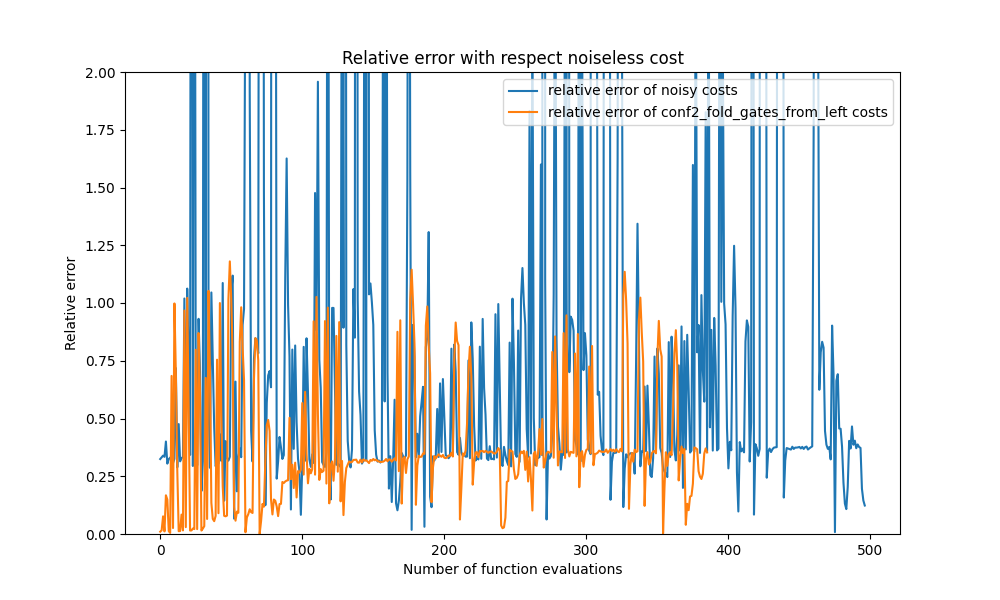 Relative error with respect noiseless cost
relative error of noisy costs
relative error of conf2_fold_gates_from_left costs
2.00
1.75
1.50
1.25
1.00
0.75
0.50
0.25
0.00
Relative error
0 100 200 300 400 500
Number of function evaluations